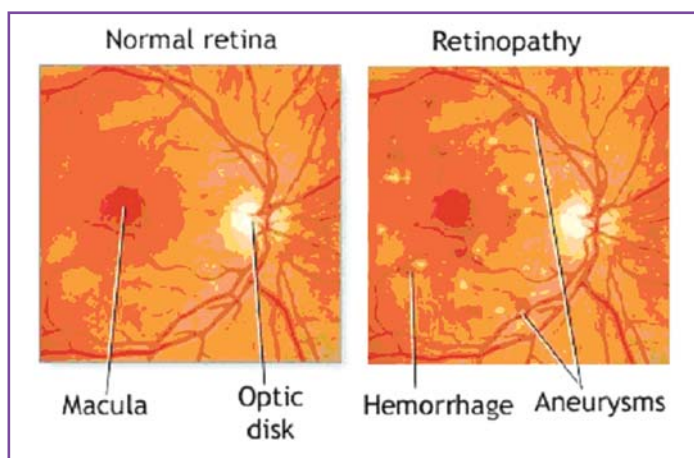 Normal retina
Retinopathy
Macula
Optic
disk
Hemorrhage
Aneurysms